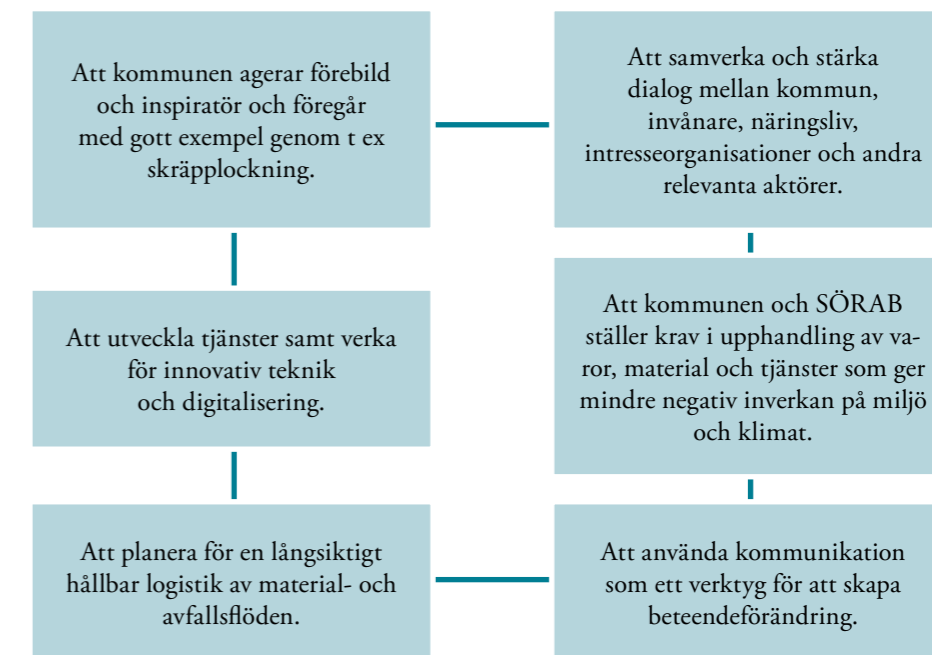 Att kommunen agerar förebild
och inspiratör och föregår
med gott exempel genom t ex
skräpplockning.
Att samverka och stärka
dialog mellan kommun,
invånare, näringsliv,
intresseorganisationer och andra
relevanta aktörer.
Att utveckla tjänster samt verka
för innovativ teknik
och digitalisering.
Att kommunen och SÖRAB
ställer krav i upphandling av va-
ror, material och tjänster som ger
mindre negativ inverkan på miljö
och klimat.
Att planera för en långsiktigt
hållbar logistik av material- och
avfallsflöden.
Att använda kommunikation
som ett verktyg för att skapa
beteendeförändring.